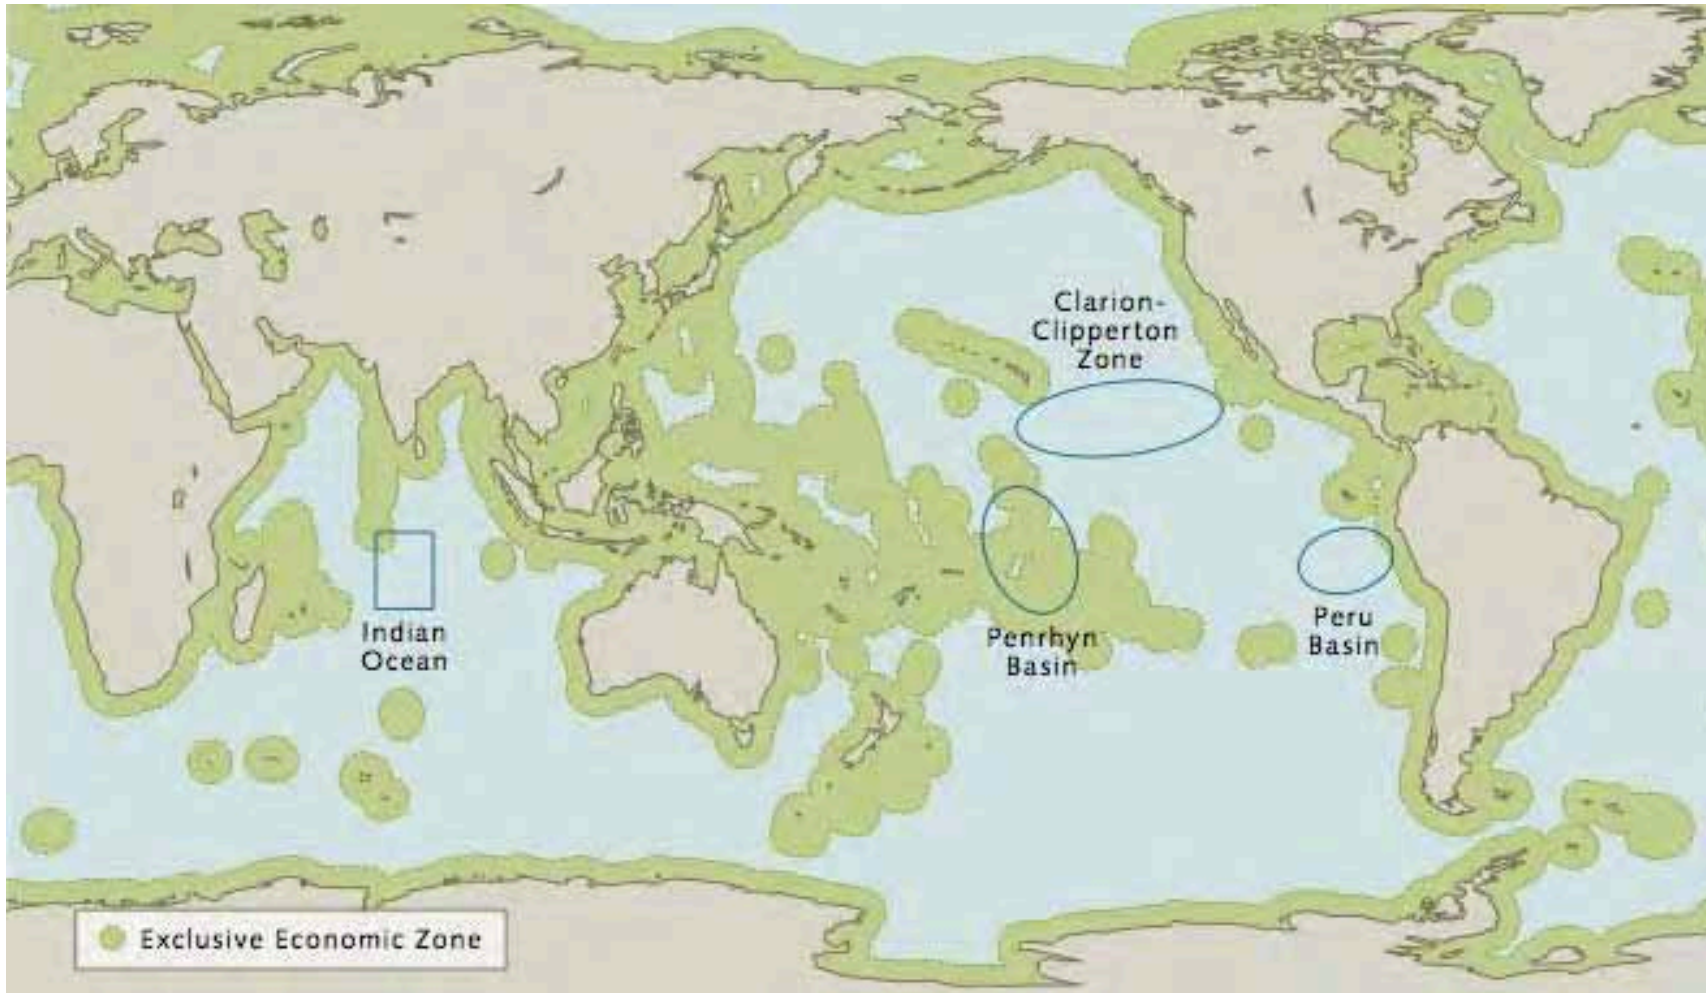 Clarion-
Clipperton
Zone
Indian
Ocean
Penrhyn
Basin
Peru
Basin
Exclusive Economic Zone